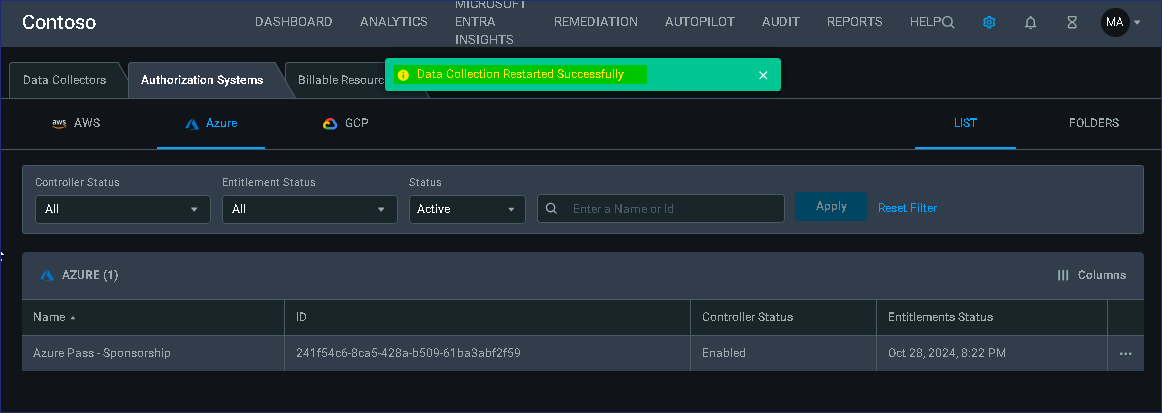 Contoso
DASHBOARD ANALYTICS MICROSOFT ENTRA INSIGHTS REMEDIATION AUTOPILOT AUDIT REPORTS HELP MA
Data Collectors Authorization Systems Billable Resourc
Data Collection Restarted Successfully
aws AWS Azure GCP LIST FOLDERS
Controller Status Entitlement Status Status
All All Active Enter a Name or Id Apply Reset Filter
AZURE (1) Columns
Name ID Controller Status Entitlements Status
Azure Pass - Sponsorship 241f54c6-8ca5-428a-b509-61ba3abf2f59 Enabled Oct 28, 2024, 8:22 PM